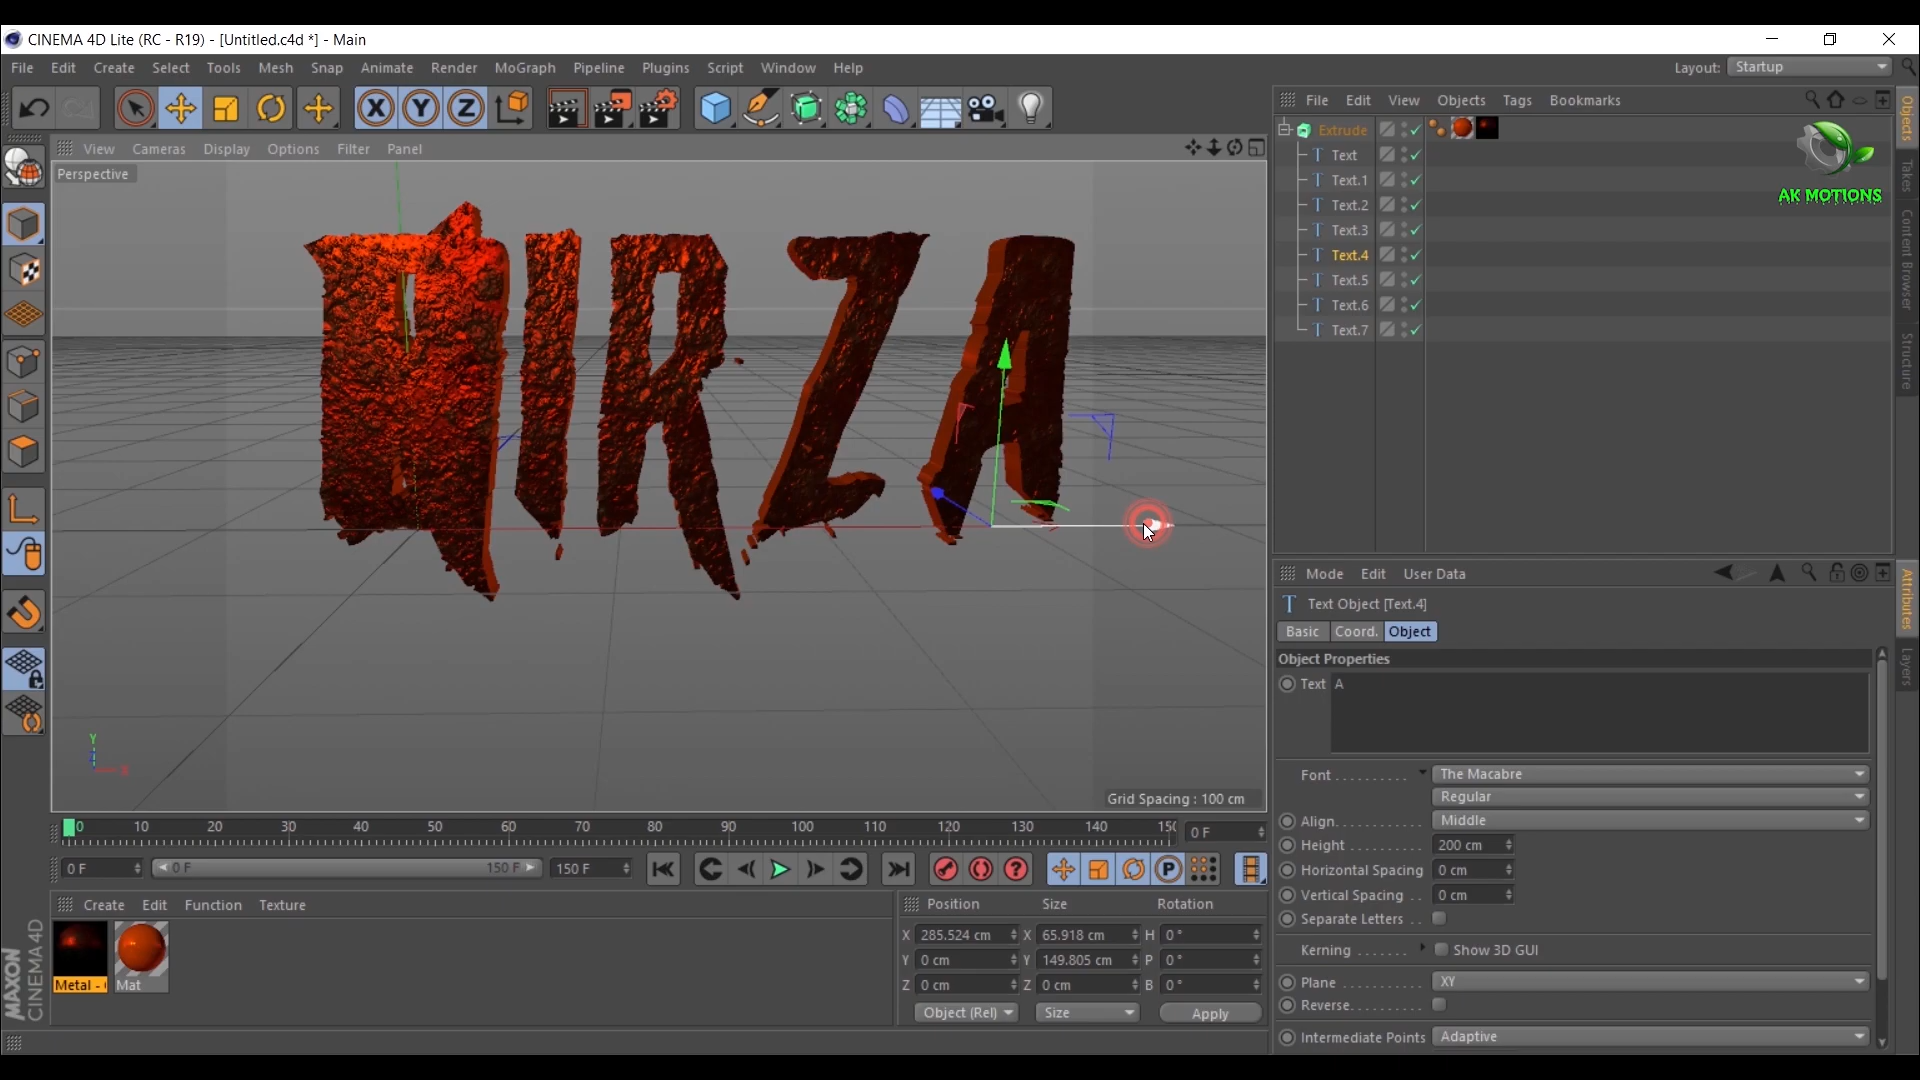 CINEMA 4D Lite (RC - R19) - [Untitled.c4d *] - Main
File Edit Create Select Tools Mesh Snap Animate Render MoGraph Pipeline Plugins Script Window Help
Layout: Startup
X Y Z
File Edit View Objects Tags Bookmarks
View Cameras Display Options Filter Panel
Perspective
Extrude
Text
Text.1
Text.2
Text.3
Text.4
Text.5
Text.6
Text.7
AK MOTIONS
Objects
Takes
Content Browser
Structure
IRZA
Y
X
Grid Spacing : 100 cm
Mode Edit User Data
Text Object [Text.4]
Basic Coord. Object
Object Properties
Text A
Font The Macabre
Regular
Align Middle
Height 200 cm
Horizontal Spacing 0 cm
Vertical Spacing 0 cm
Separate Letters
Kerning Show 3D GUI
Plane XY
Reverse
Intermediate Points Adaptive
Attributes
Layers
0 10 20 30 40 50 60 70 80 90 100 110 120 130 140 0 F
0 F 0 F 150 F 150 F
P
Create Edit Function Texture
Metal -
Mat
Position Size Rotation
X 285.524 cm X 65.918 cm H 0 °
Y 0 cm Y 149.805 cm P 0 °
Z 0 cm Z 0 cm B 0 °
Object (Rel) Size Apply
MAXON
CINEMA 4D